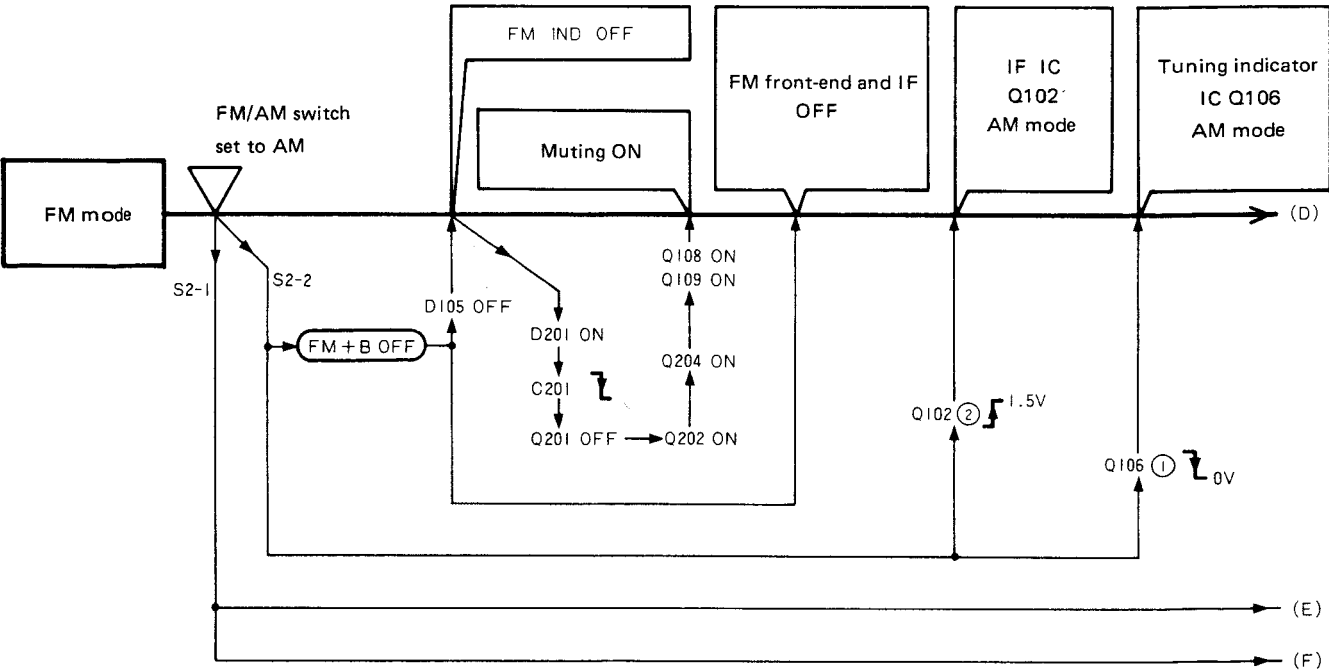 FM IND OFF
FM front-end and IF
OFF
IF IC
Q102
AM mode
Tuning indicator
IC Q106
AM mode
FM/AM switch
set to AM
Muting ON
FM mode
(D)
S2-1
S2-2
Q108 ON
Q109 ON
D105 OFF
D201 ON
FM+B OFF
Q204 ON
C201
Q102 ② 1.5V
Q201 OFF
Q202 ON
Q106 ① 0V
(E)
(F)